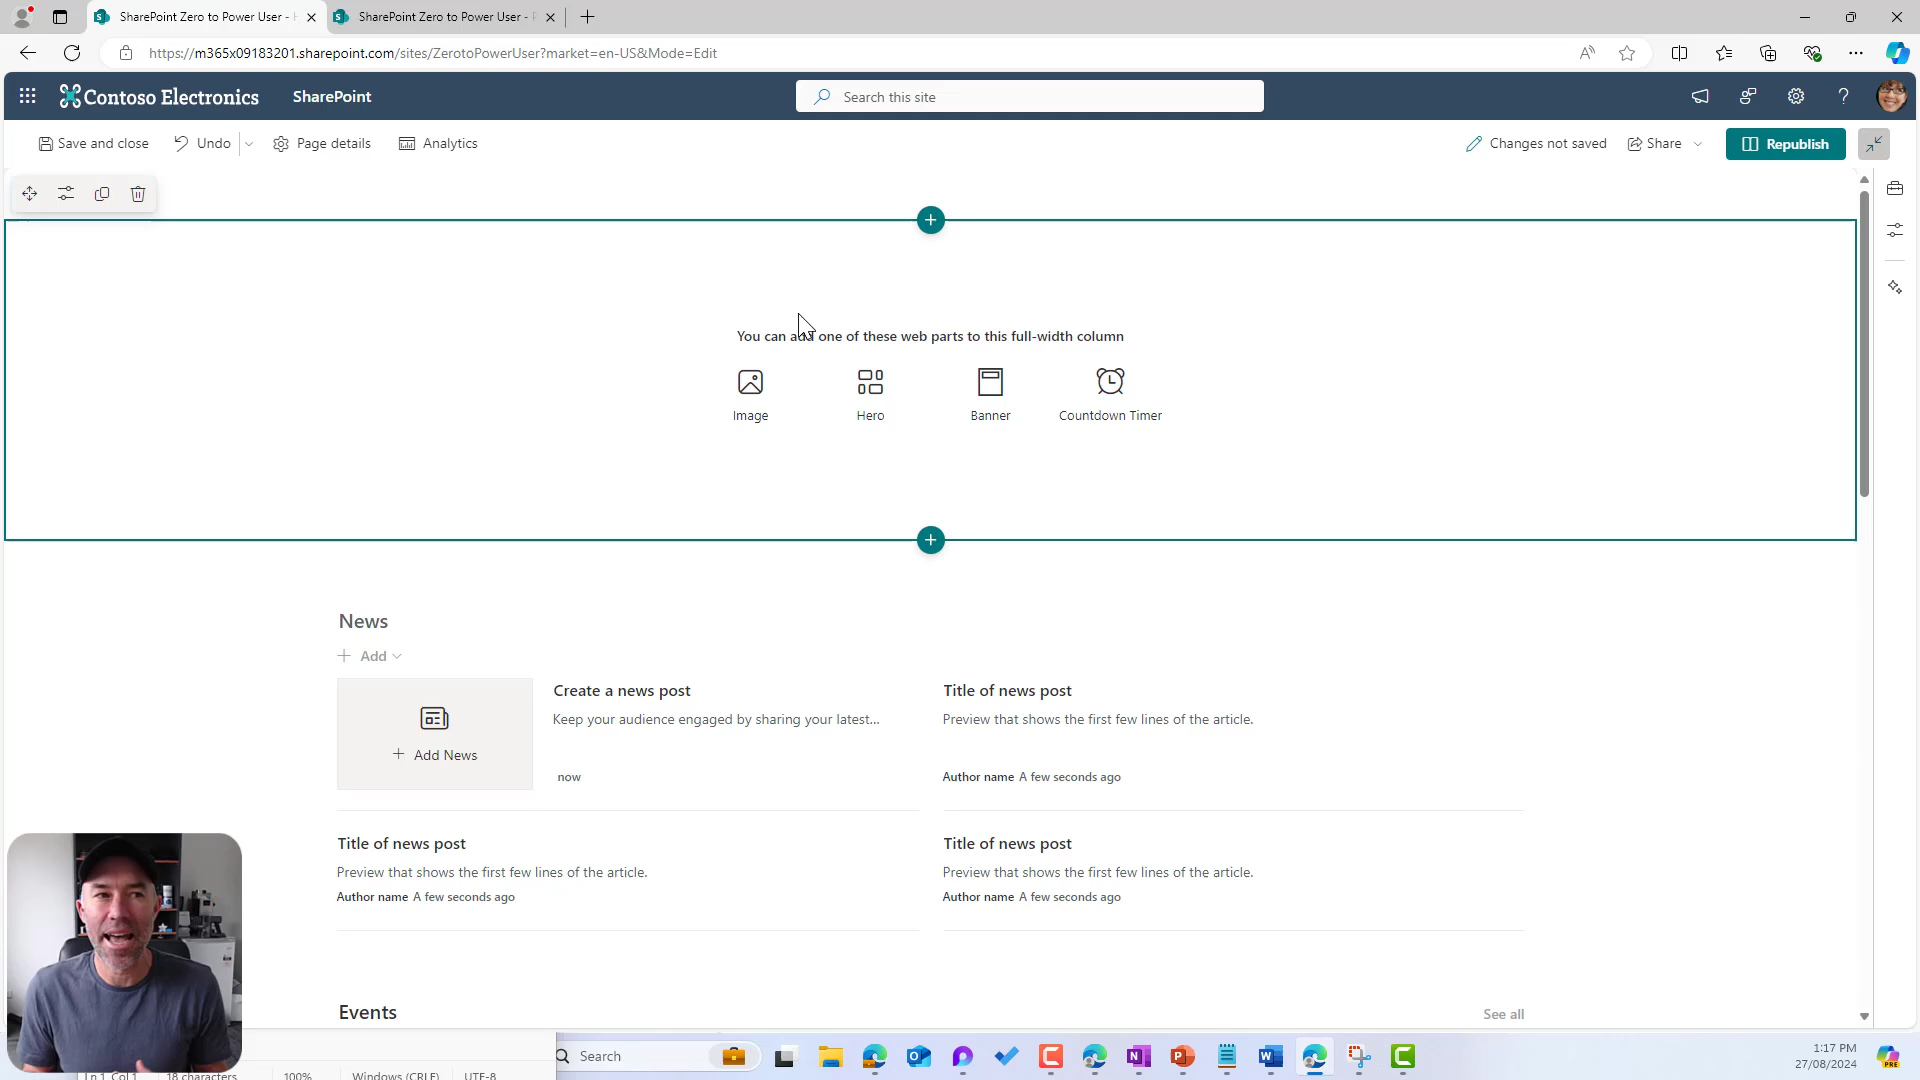 SharePoint Zero to Power User - H
SharePoint Zero to Power User - P
https://m365x09183201.sharepoint.com/sites/ZerotoPowerUser?market=en-US&Mode=Edit
Contoso Electronics
SharePoint
Search this site
Save and close
Undo
Page details
Analytics
Changes not saved
Share
Republish
You can add one of these web parts to this full-width column
Image
Hero
Banner
Countdown Timer
News
Add
Add News
Create a news post
Keep your audience engaged by sharing your latest...
now
Title of news post
Preview that shows the first few lines of the article.
Author name A few seconds ago
Title of news post
Preview that shows the first few lines of the article.
Author name A few seconds ago
Title of news post
Preview that shows the first few lines of the article.
Author name A few seconds ago
Events
See all
Ln 1, Col 1
18 characters
100%
Windows (CRLF)
UTF-8
Search
1:17 PM
27/08/2024
PRE